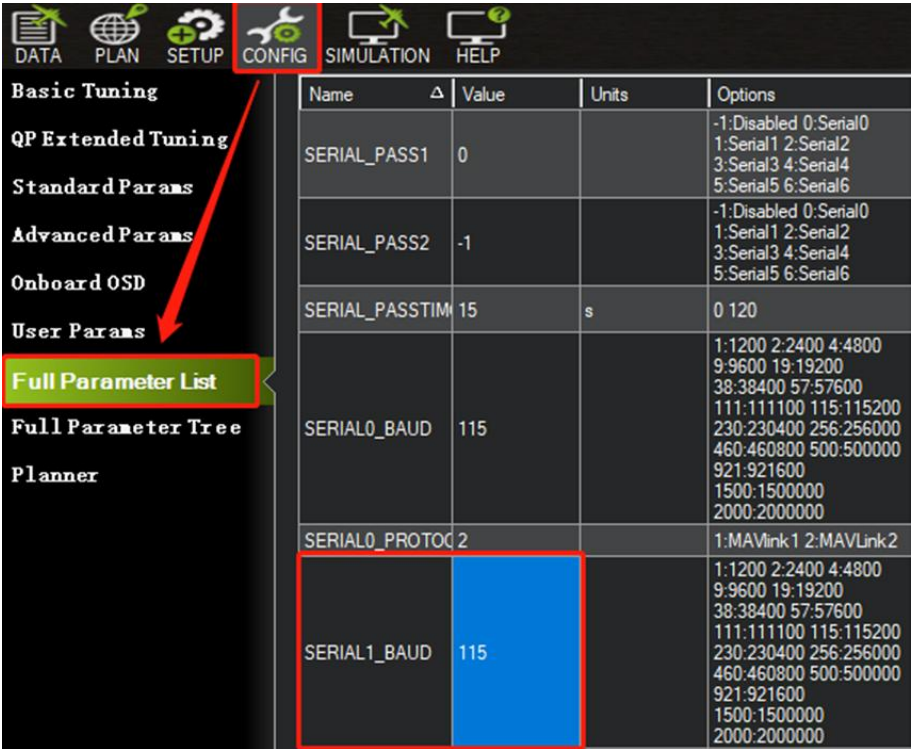 DATA PLAN SETUP CONFIG SIMULATION HELP
Basic Tuning
QP Extended Tuning
Standard Params
Advanced Params
Onboard OSD
User Params
Full Parameter List
Full Parameter Tree
Planner
Name Value Units Options
SERIAL_PASS1 0
-1:Disabled 0:Serial0
1:Serial1 2:Serial2
3:Serial3 4:Serial4
5:Serial5 6:Serial6
SERIAL_PASS2 -1
-1:Disabled 0:Serial0
1:Serial1 2:Serial2
3:Serial3 4:Serial4
5:Serial5 6:Serial6
SERIAL_PASSTIM 15 s 0 120
SERIAL0_BAUD 115
1:1200 2:2400 4:4800
9:9600 19:19200
38:38400 57:57600
111:111100 115:115200
230:230400 256:256000
460:460800 500:500000
921:921600
1500:1500000
2000:2000000
SERIAL0_PROTOC 2 1:MAVlink1 2:MAVLink2
SERIAL1_BAUD 115
1:1200 2:2400 4:4800
9:9600 19:19200
38:38400 57:57600
111:111100 115:115200
230:230400 256:256000
460:460800 500:500000
921:921600
1500:1500000
2000:2000000